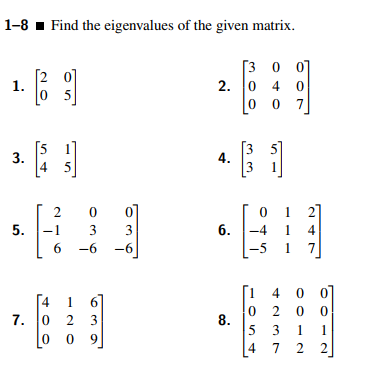 1–8 ■ Find the eigenvalues of the given matrix.
1. [2 0
0 5]
2. [3 0 0
0 4 0
0 0 7]
3. [5 1
4 5]
4. [3 5
3 1]
5. [2 0 0
−1 3 3
6 −6 −6]
6. [0 1 2
−4 1 4
−5 1 7]
7. [4 1 6
0 2 3
0 0 9]
8. [1 4 0 0
0 2 0 0
5 3 1 1
4 7 2 2]